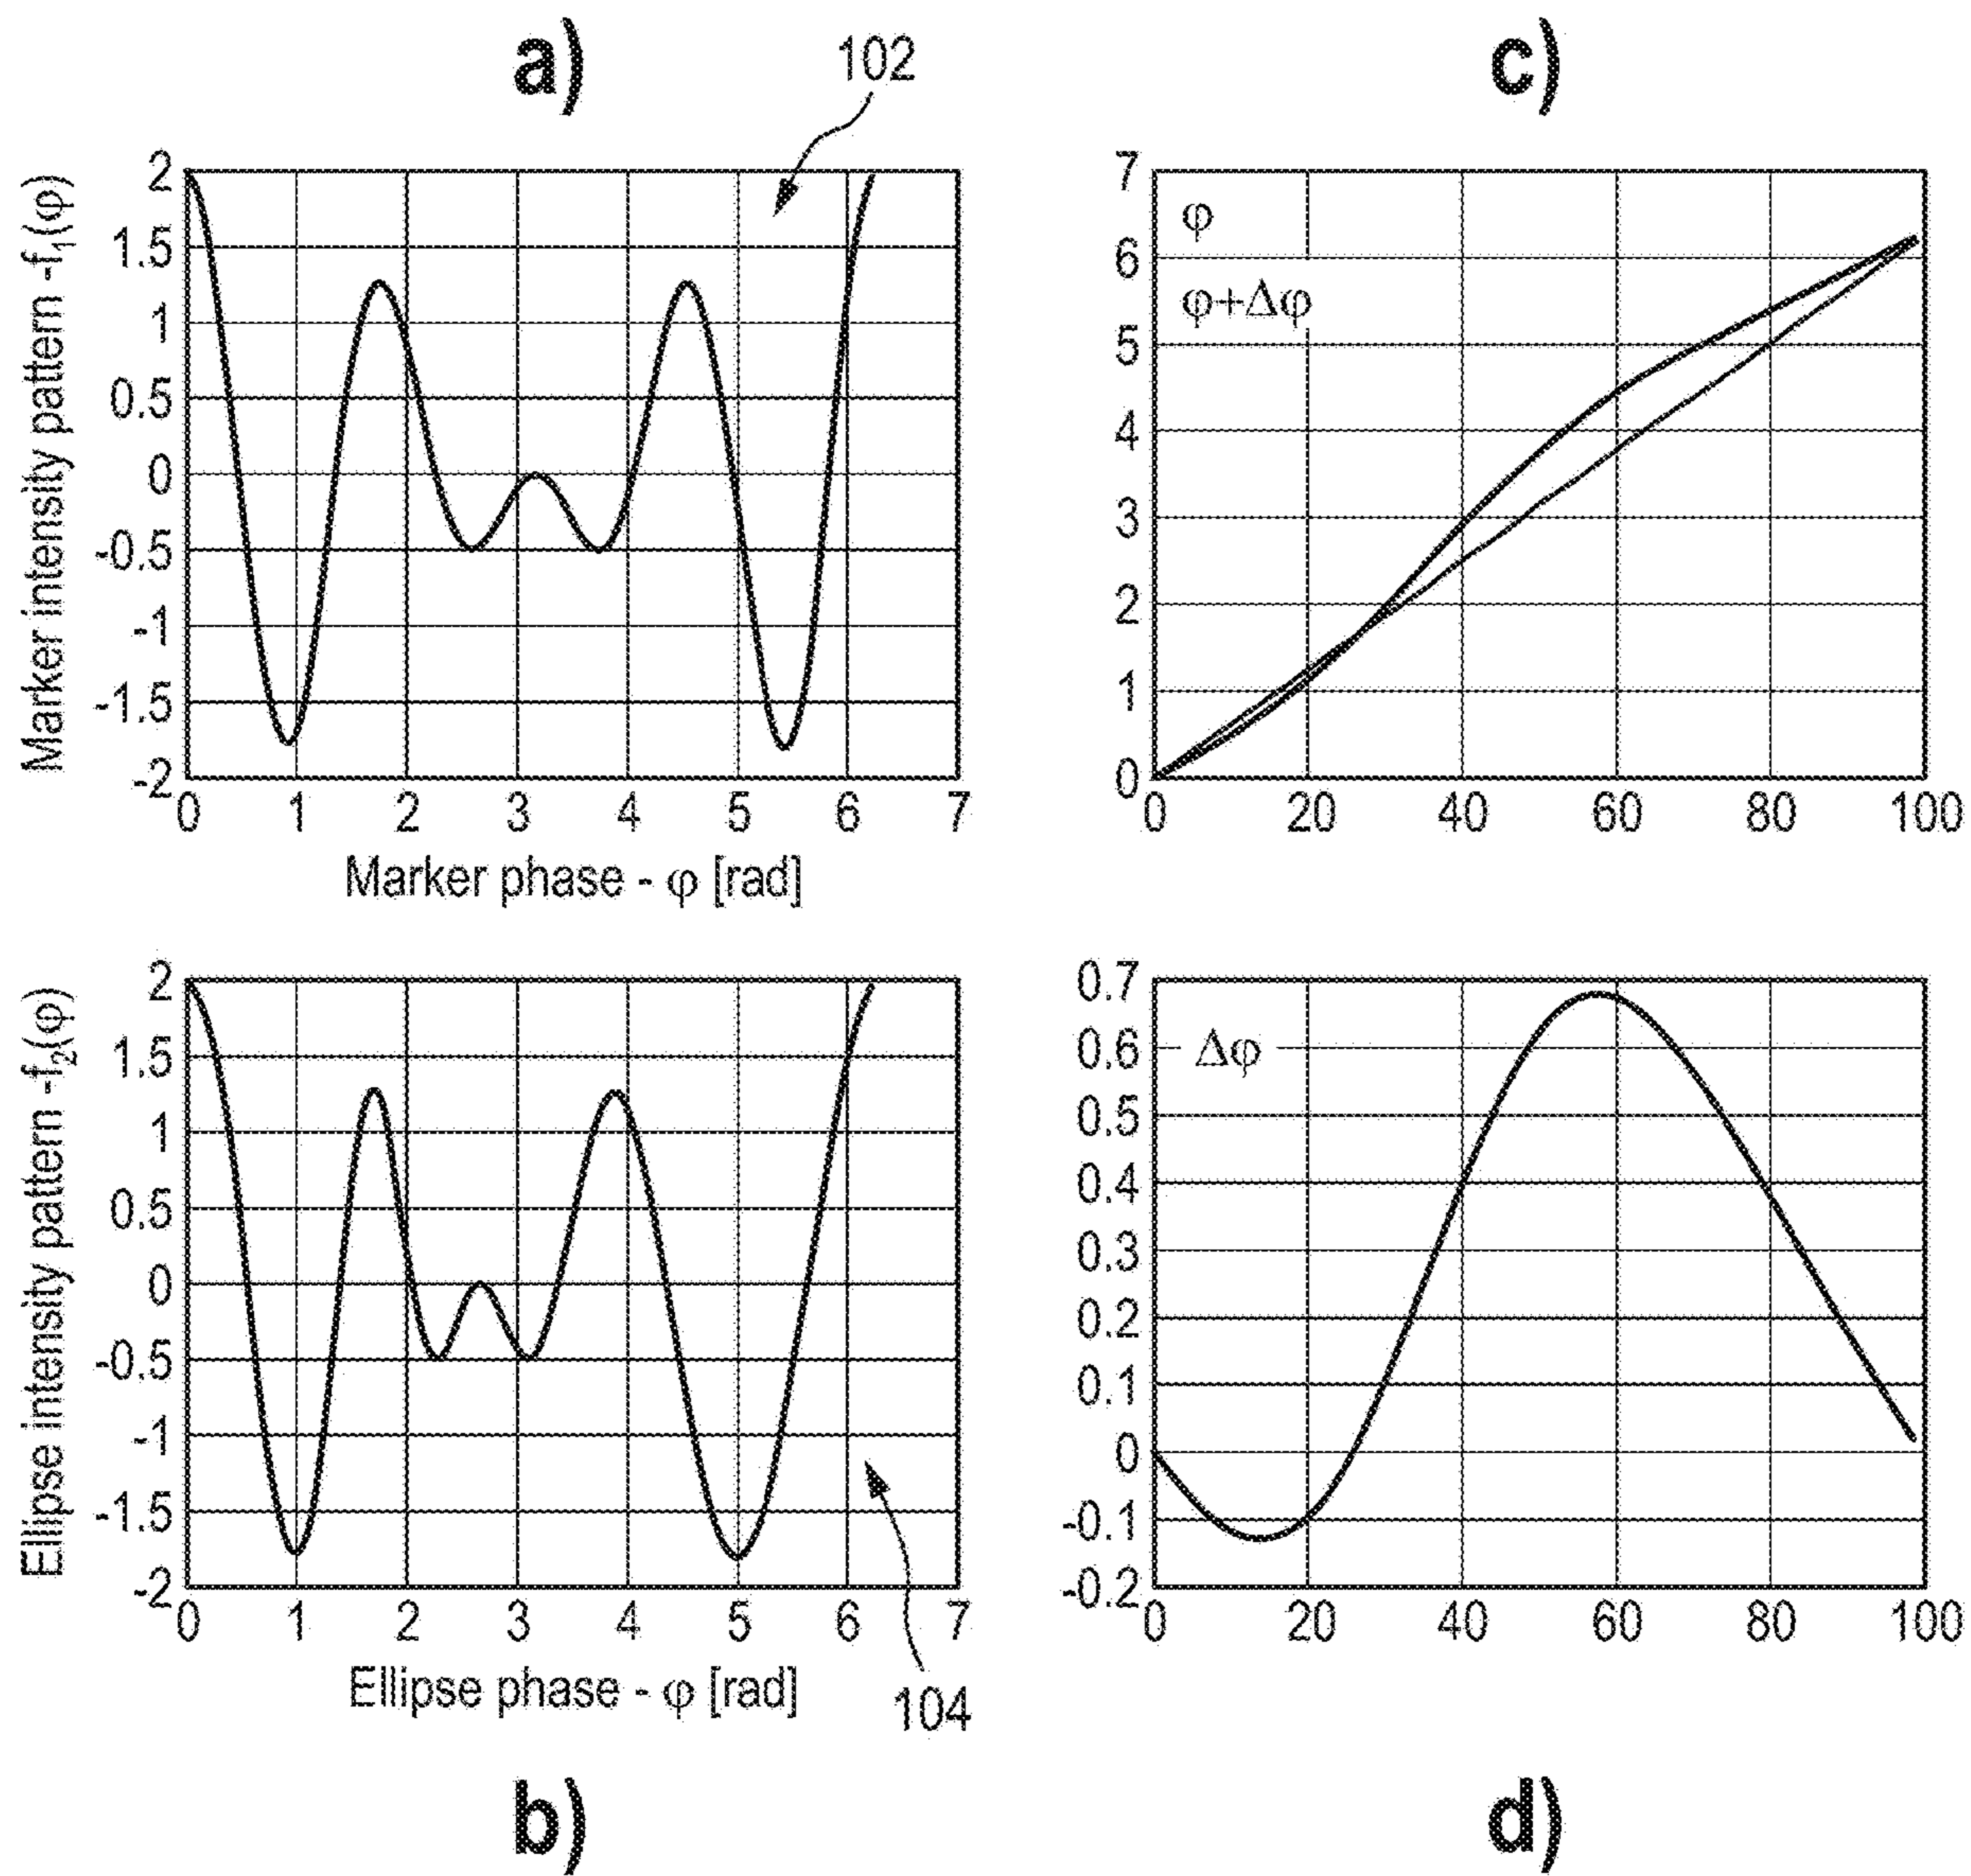 a)
102
Marker intensity pattern -f₁(φ)
2
1.5
1
0.5
0
-0.5
-1
-1.5
-2
0 1 2 3 4 5 6 7
Marker phase - φ [rad]
c)
φ
φ+Δφ
7
6
5
4
3
2
1
0
0 20 40 60 80 100
Ellipse intensity pattern -f₂(φ)
2
1.5
1
0.5
0
-0.5
-1
-1.5
-2
0 1 2 3 4 5 6 7
Ellipse phase - φ [rad]
104
b)
Δφ
0.7
0.6
0.5
0.4
0.3
0.2
0.1
0
-0.1
-0.2
0 20 40 60 80 100
d)